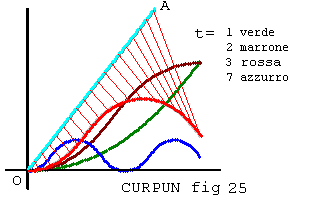 A
t= 1 verde
2 marrone
3 rossa
7 azzurro
O
CURPUN fig 25